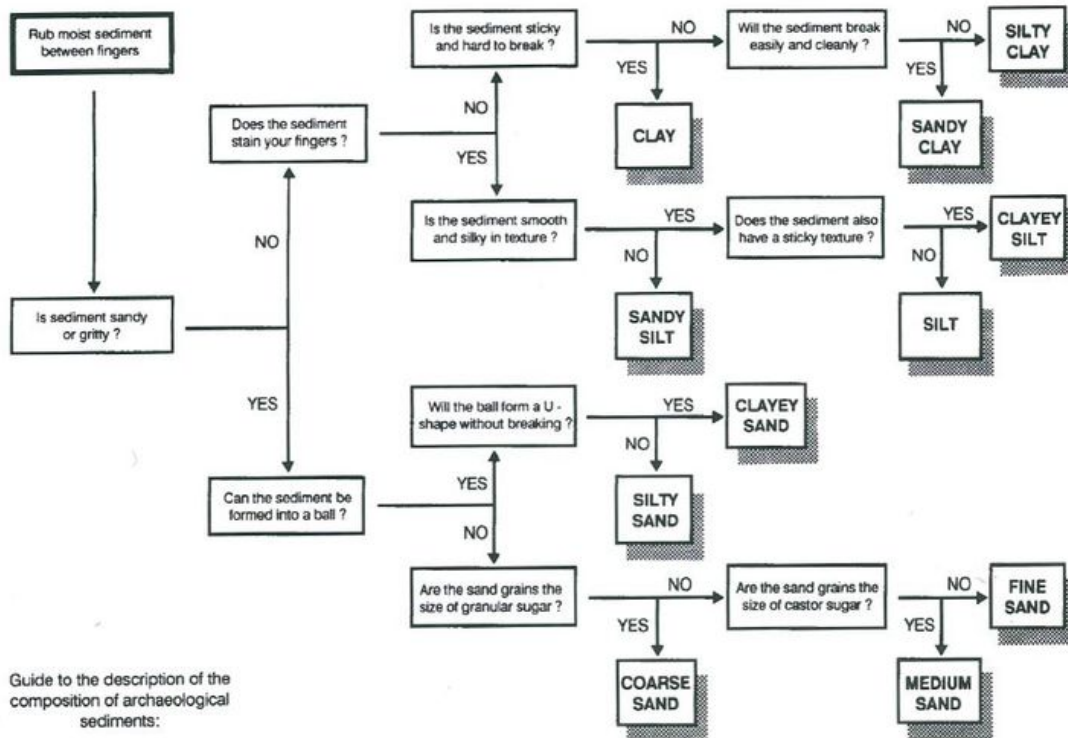 Rub moist sediment
between fingers
Is sediment sandy
or gritty ?
NO
YES
Does the sediment
stain your fingers ?
NO
YES
Is the sediment sticky
and hard to break ?
NO
YES
CLAY
Will the sediment break
easily and cleanly ?
NO
YES
SILTY
CLAY
SANDY
CLAY
Is the sediment smooth
and silky in texture ?
YES
NO
SANDY
SILT
Does the sediment also
have a sticky texture ?
YES
NO
CLAYEY
SILT
SILT
Can the sediment be
formed into a ball ?
YES
NO
Will the ball form a U -
shape without breaking ?
YES
NO
CLAYEY
SAND
SILTY
SAND
Are the sand grains the
size of granular sugar ?
NO
YES
COARSE
SAND
Are the sand grains the
size of castor sugar ?
NO
YES
FINE
SAND
MEDIUM
SAND
Guide to the description of the
composition of archaeological
sediments: